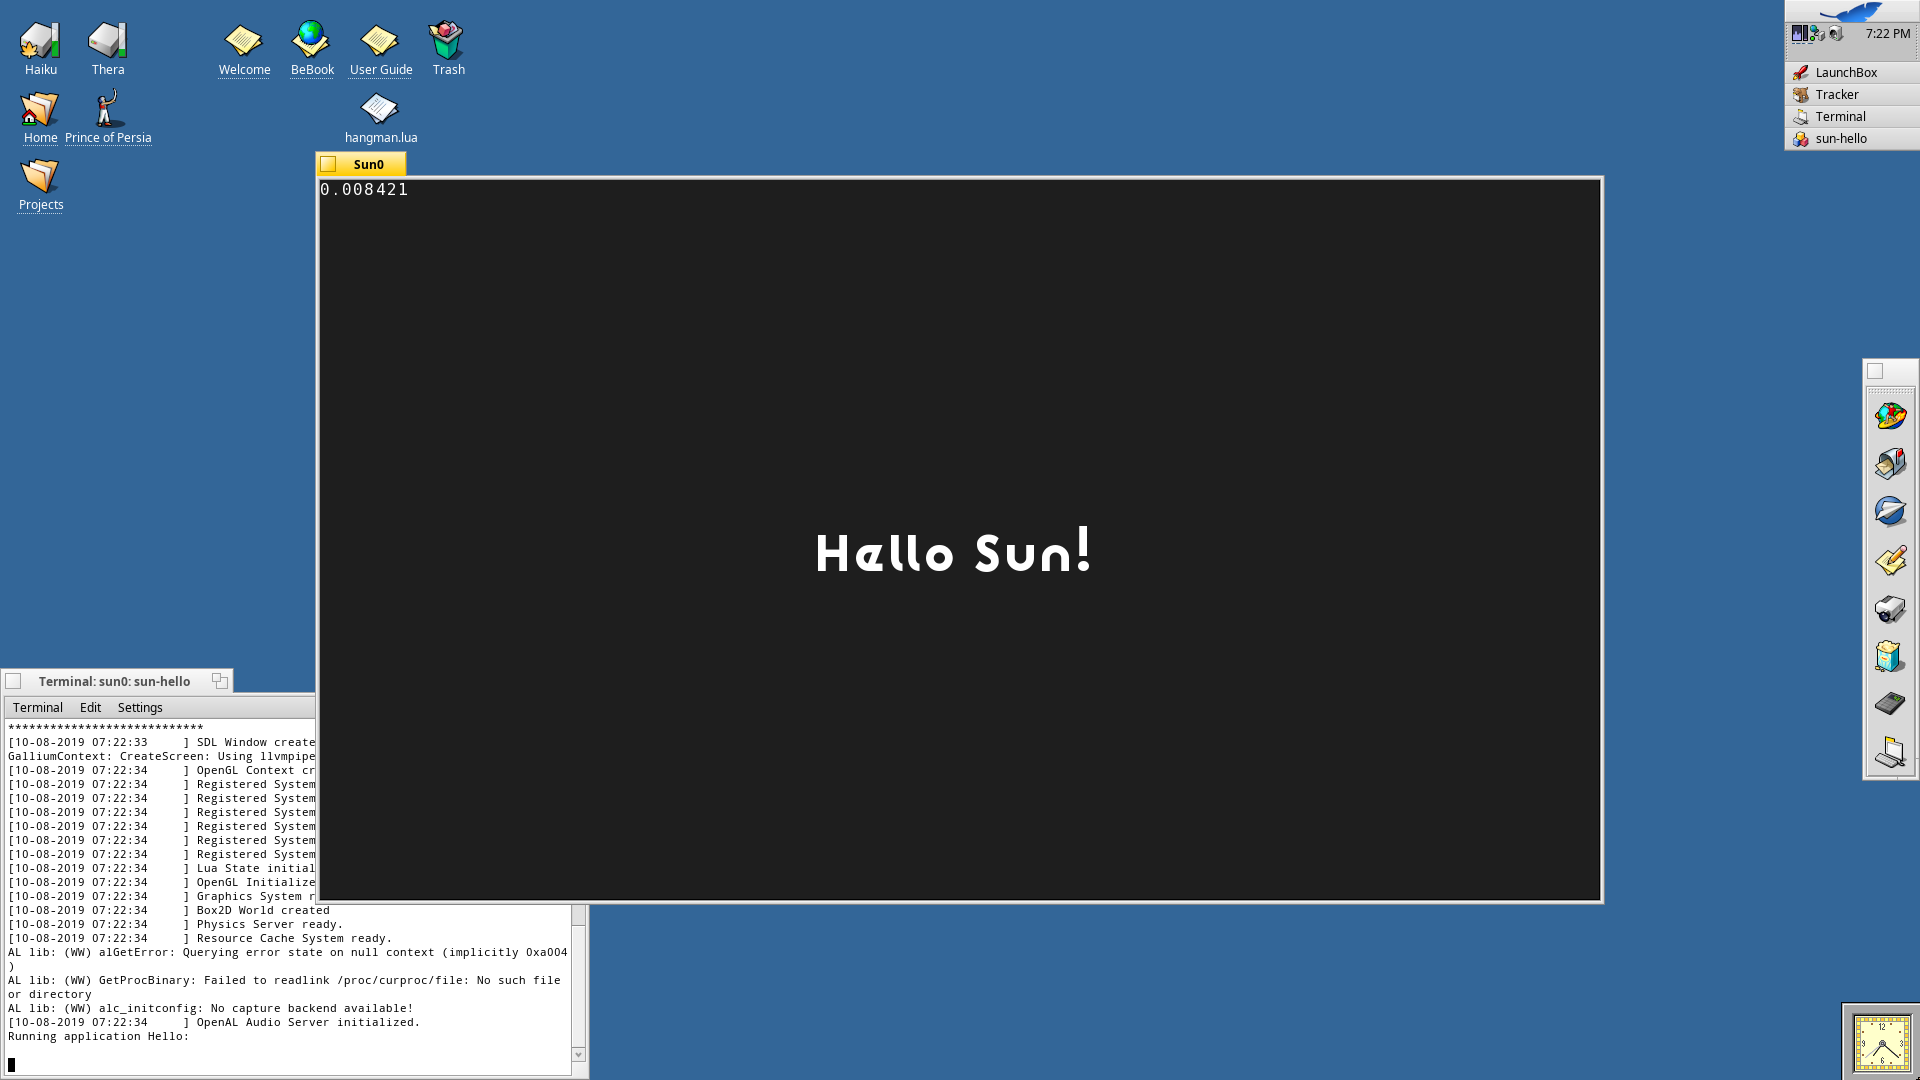 Haiku
Thera
Welcome
BeBook
User Guide
Trash
Home
Prince of Persia
hangman.lua
Projects
7:22 PM
LaunchBox
Tracker
Terminal
sun-hello
Sun0
0.008421
Hello Sun!
Terminal: sun0: sun-hello
Terminal Edit Settings
****************************
[10-08-2019 07:22:33     ] SDL Window create
GalliumContext: CreateScreen: Using llvmpipe
[10-08-2019 07:22:34     ] OpenGL Context cr
[10-08-2019 07:22:34     ] Registered System
[10-08-2019 07:22:34     ] Registered System
[10-08-2019 07:22:34     ] Registered System
[10-08-2019 07:22:34     ] Registered System
[10-08-2019 07:22:34     ] Registered System
[10-08-2019 07:22:34     ] Registered System
[10-08-2019 07:22:34     ] Lua State initial
[10-08-2019 07:22:34     ] OpenGL Initialize
[10-08-2019 07:22:34     ] Graphics System r
[10-08-2019 07:22:34     ] Box2D World created
[10-08-2019 07:22:34     ] Physics Server ready.
[10-08-2019 07:22:34     ] Resource Cache System ready.
AL lib: (WW) alGetError: Querying error state on null context (implicitly 0xa004
)
AL lib: (WW) GetProcBinary: Failed to readlink /proc/curproc/file: No such file
or directory
AL lib: (WW) alc_initconfig: No capture backend available!
[10-08-2019 07:22:34     ] OpenAL Audio Server initialized.
Running application Hello:
12
9 3
6